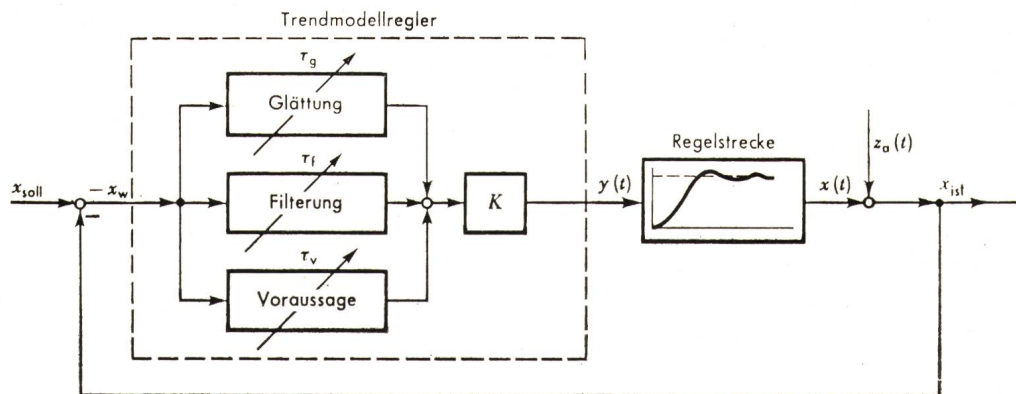 Trendmodellregler
τg
Glättung
Regelstrecke
za(t)
xsoll
− xw
τf
Filterung
K
y(t)
x(t)
xist
−
τv
Voraussage